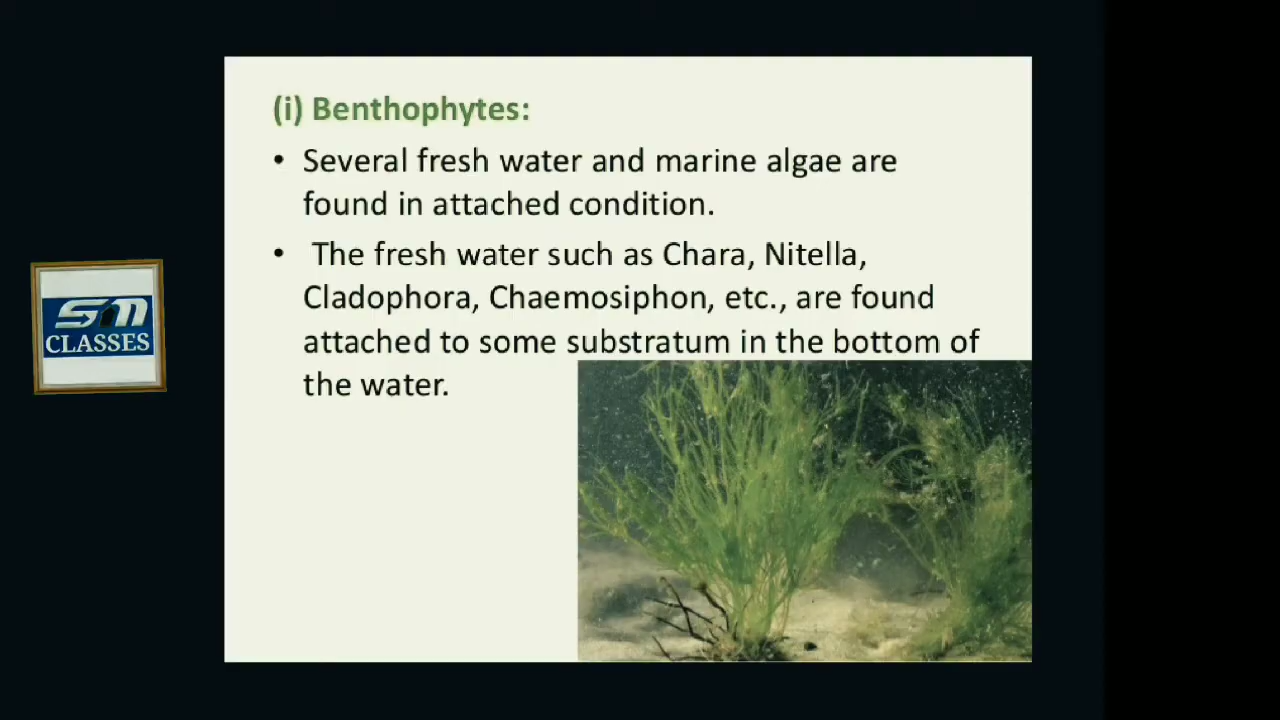 (i) Benthophytes:
• Several fresh water and marine algae are
found in attached condition.
• The fresh water such as Chara, Nitella,
Cladophora, Chaemosiphon, etc., are found
attached to some substratum in the bottom of
the water.
SM
CLASSES